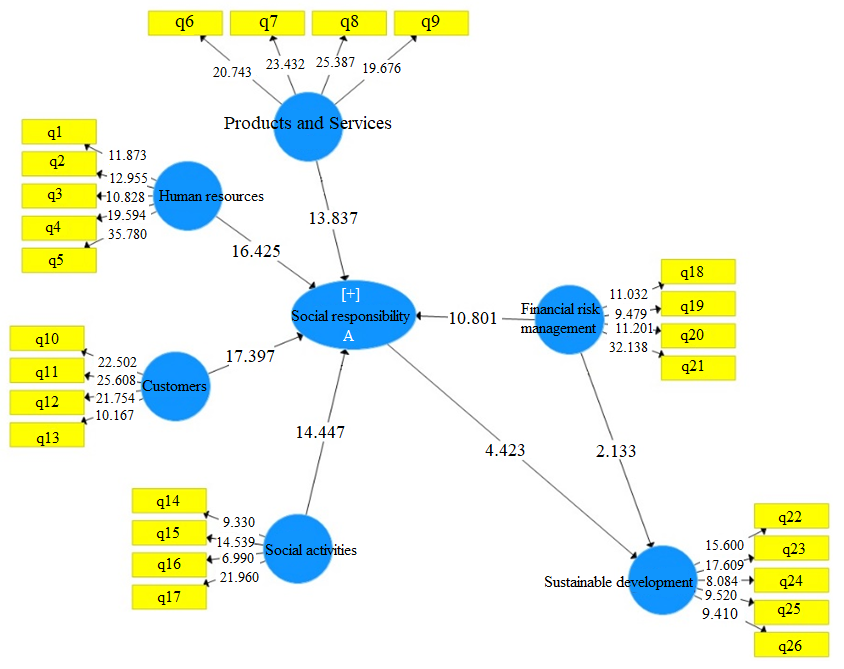 q6 q7 q8 q9
20.743 23.432 25.387 19.676
Products and Services
13.837
q1
q2
q3
q4
q5
11.873
12.955
10.828
19.594
35.780
Human resources
16.425
[+]
Social responsibility
A
10.801
Financial risk
management
11.032
9.479
11.201
32.138
q18
q19
q20
q21
q10
q11
q12
q13
22.502
25.608
21.754
10.167
Customers
17.397
14.447
4.423
2.133
q14
q15
q16
q17
9.330
14.539
6.990
21.960
Social activities
Sustainable development
15.600
17.609
8.084
9.520
9.410
q22
q23
q24
q25
q26